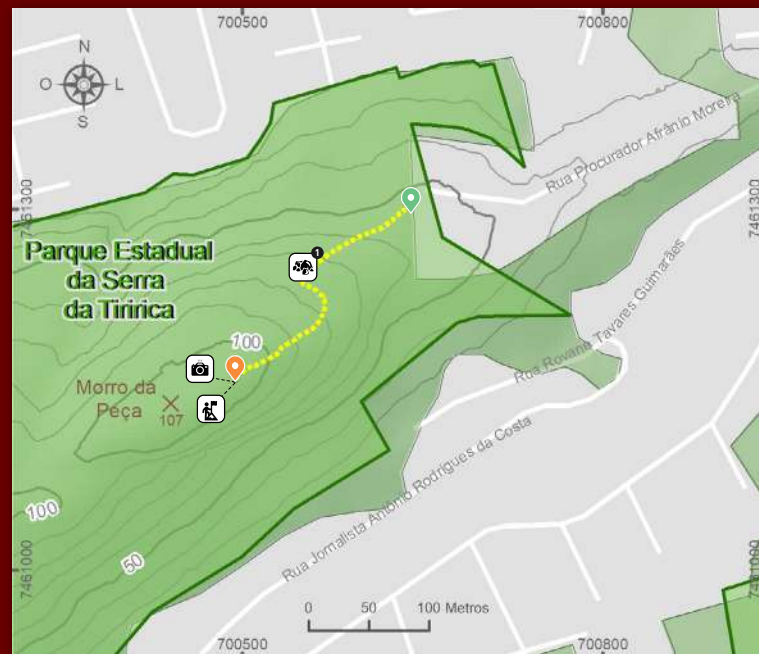 700500
700800
N
O
L
S
Rua Procurador Afrânio Moreira
7461300
7461300
Parque Estadual
da Serra
da Tiririca
1
Rua Rovane Tavares Guimarães
100
Morro da
Peça
107
Rua Jornalista Antônio Rodrigues da Costa
100
50
7461000
7461000
0 50 100 Metros
700500
700800